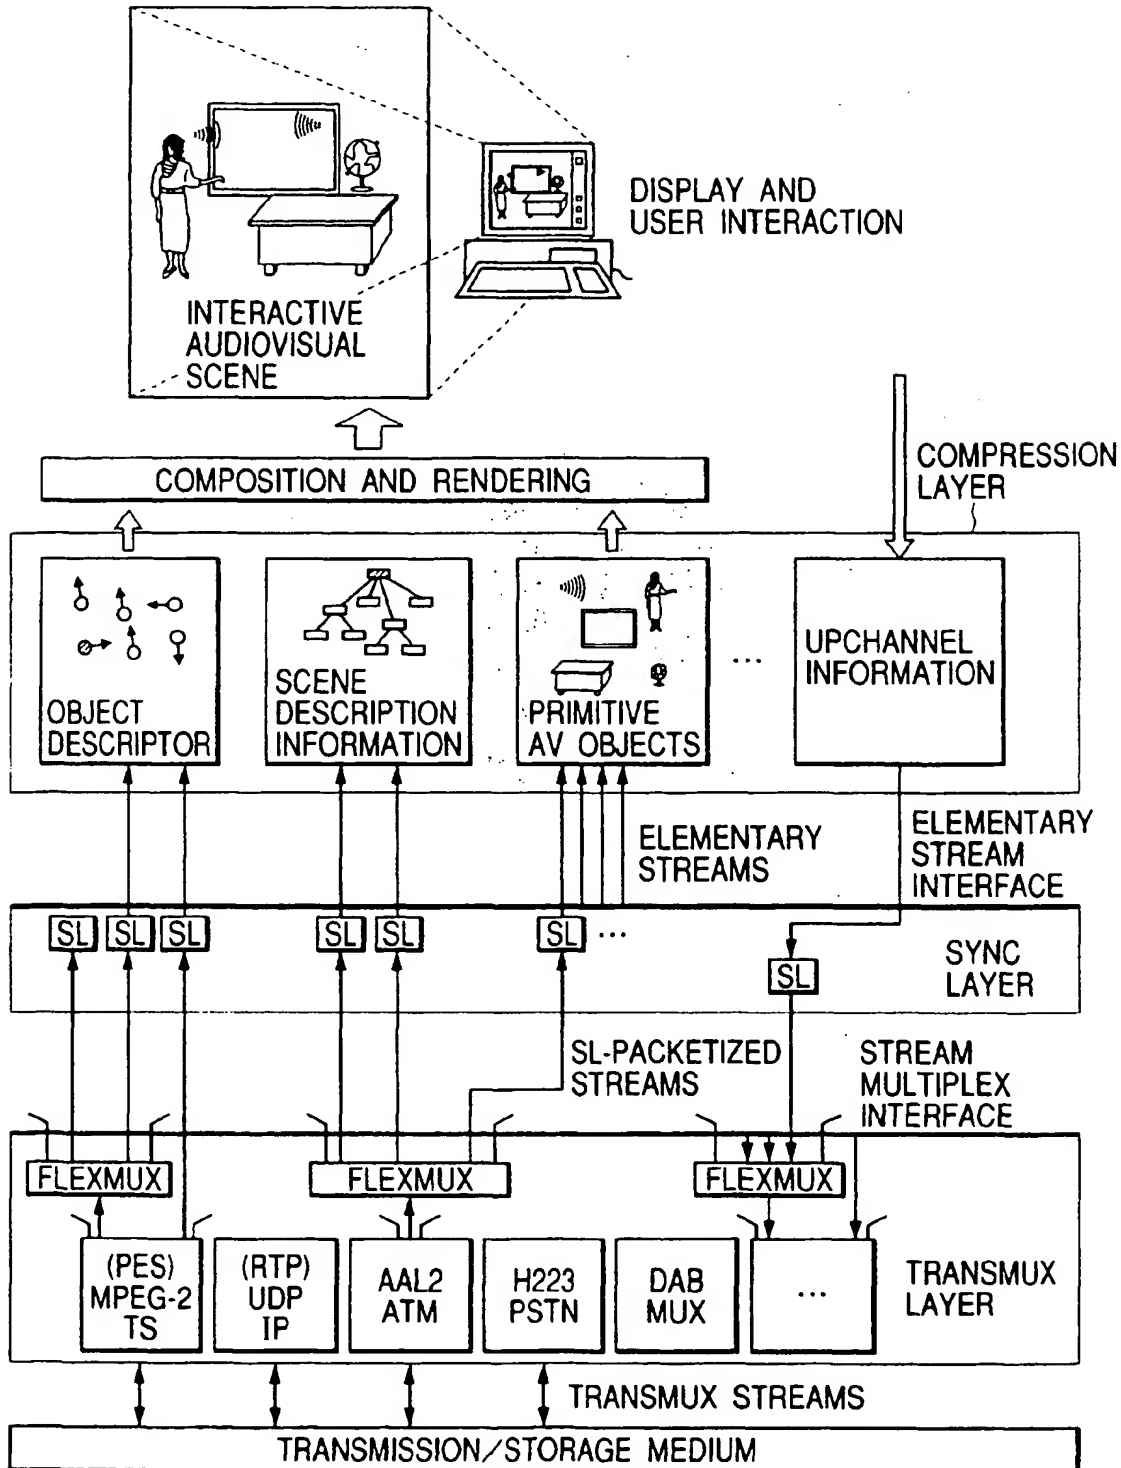 DISPLAY AND
USER INTERACTION
INTERACTIVE
AUDIOVISUAL
SCENE
COMPOSITION AND RENDERING
COMPRESSION
LAYER
OBJECT
DESCRIPTOR
SCENE
DESCRIPTION
INFORMATION
PRIMITIVE
AV OBJECTS
...
UPCHANNEL
INFORMATION
ELEMENTARY
STREAMS
ELEMENTARY
STREAM
INTERFACE
SL SL SL SL SL SL ...
SL
SYNC
LAYER
SL-PACKETIZED
STREAMS
STREAM
MULTIPLEX
INTERFACE
FLEXMUX FLEXMUX FLEXMUX
(PES)
MPEG-2
TS
(RTP)
UDP
IP
AAL2
ATM
H223
PSTN
DAB
MUX
...
TRANSMUX
LAYER
TRANSMUX STREAMS
TRANSMISSION/STORAGE MEDIUM